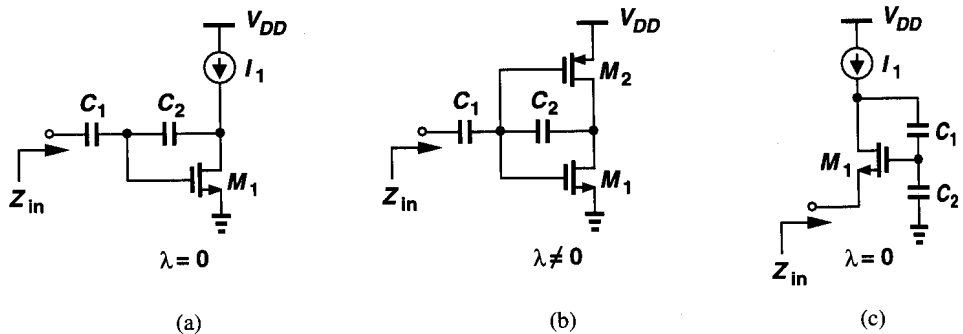 V_DD
I_1
C_1 C_2
M_1
Z_in
λ = 0
(a)
V_DD
M_2
C_1 C_2
M_1
Z_in
λ ≠ 0
(b)
V_DD
I_1
C_1
M_1
C_2
Z_in
λ = 0
(c)